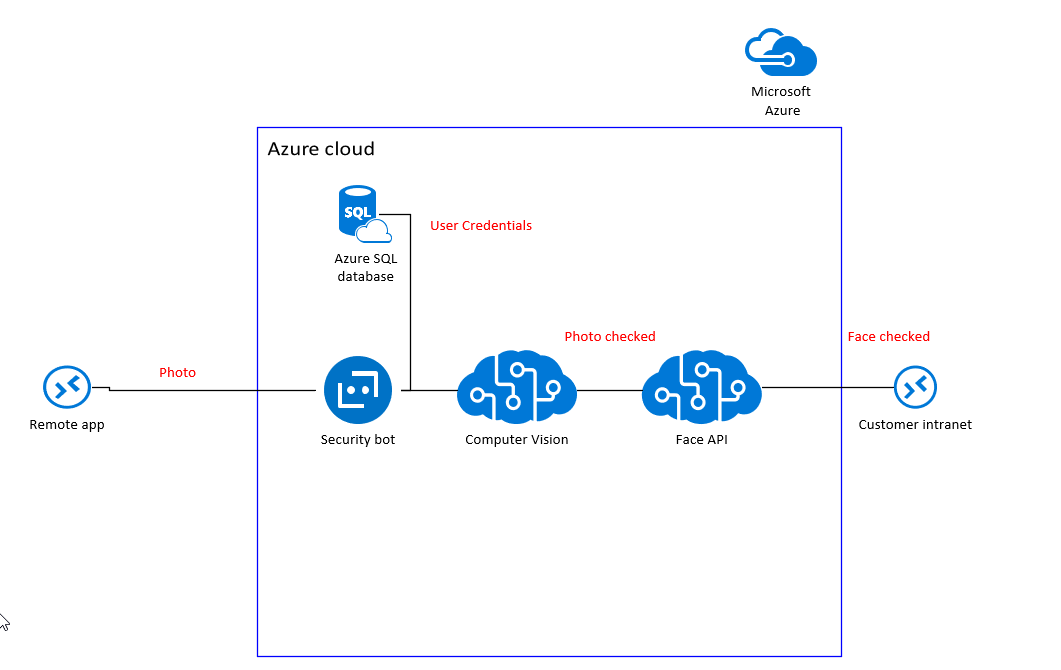 Microsoft
Azure
Azure cloud
SQL
User Credentials
Azure SQL
database
Photo checked
Face checked
Photo
Remote app
Security bot
Computer Vision
Face API
Customer intranet